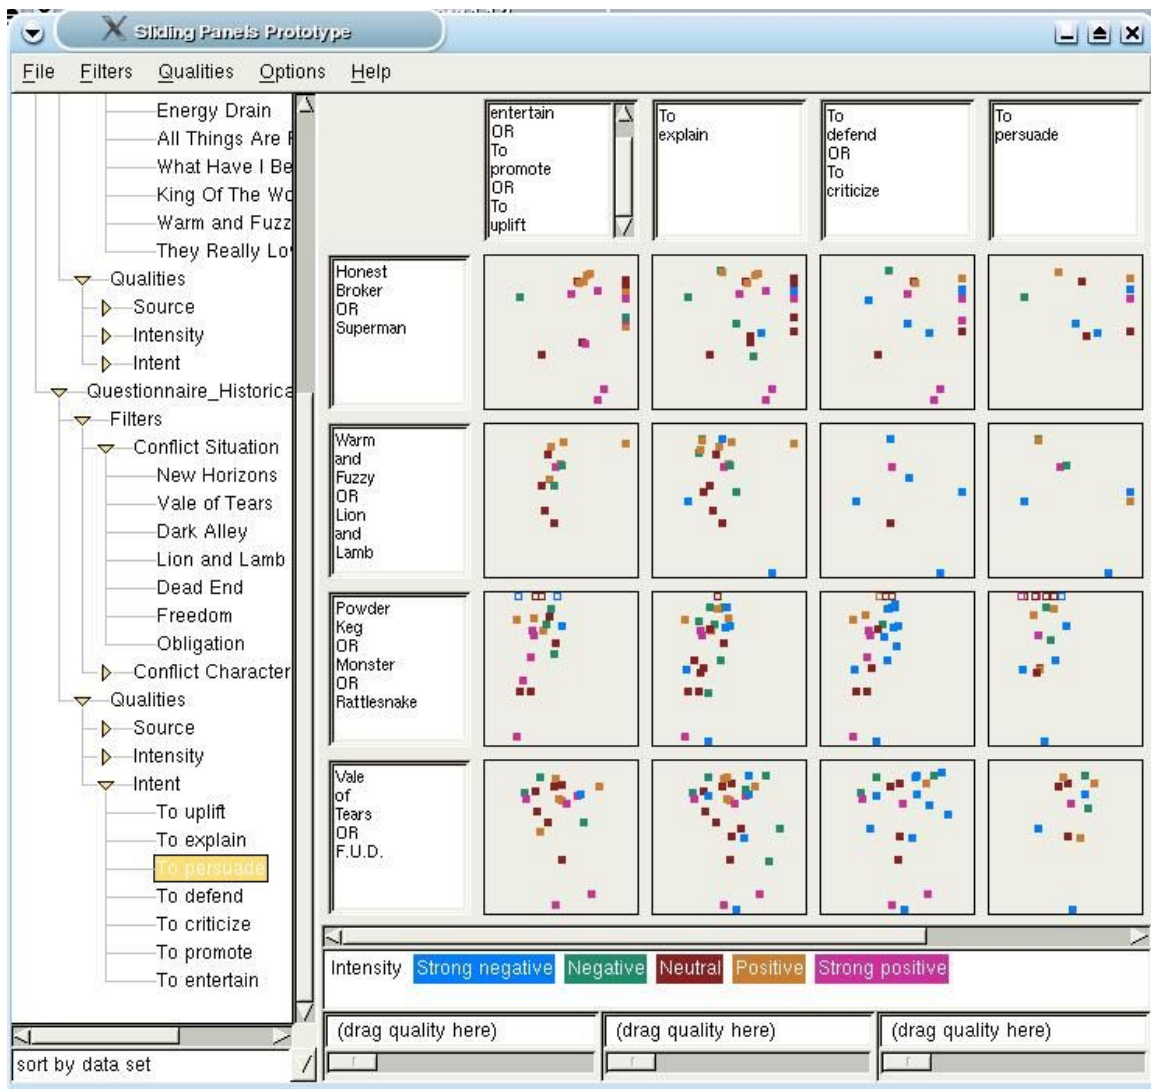 Sliding Panels Prototype
File Filters Qualities Options Help
Energy Drain
All Things Are
What Have I Be
King Of The Wo
Warm and Fuzz
They Really Lo
Qualities
Source
Intensity
Intent
Questionnaire_Historica
Filters
Conflict Situation
New Horizons
Vale of Tears
Dark Alley
Lion and Lamb
Dead End
Freedom
Obligation
Conflict Character
Qualities
Source
Intensity
Intent
To uplift
To explain
To persuade
To defend
To criticize
To promote
To entertain
sort by data set
entertain
OR
To
promote
OR
To
uplift
To
explain
To
defend
OR
To
criticize
To
persuade
Honest
Broker
OR
Superman
Warm
and
Fuzzy
OR
Lion
and
Lamb
Powder
Keg
OR
Monster
OR
Rattlesnake
Vale
of
Tears
OR
F.U.D.
Intensity Strong negative Negative Neutral Positive Strong positive
(drag quality here) (drag quality here) (drag quality here)